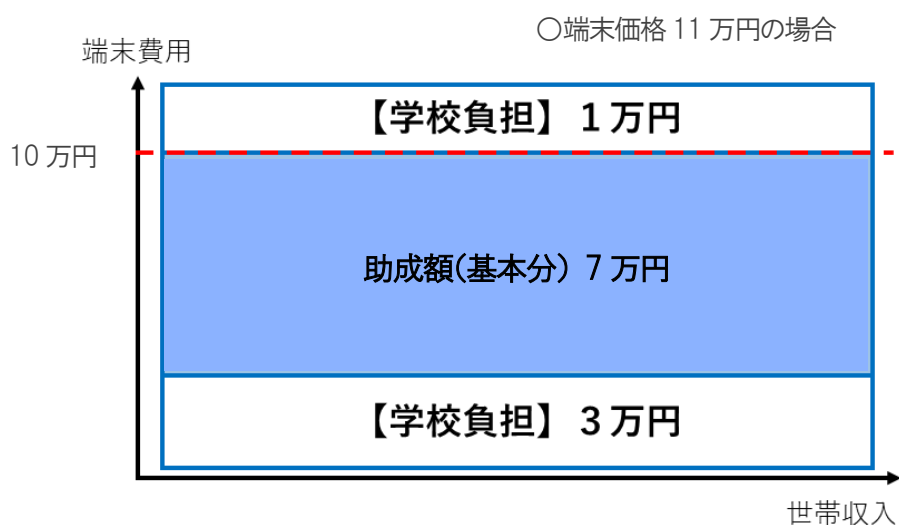 ○端末価格 11 万円の場合
端末費用
【学校負担】 1 万円
10 万円
助成額(基本分) 7 万円
【学校負担】 3 万円
世帯収入